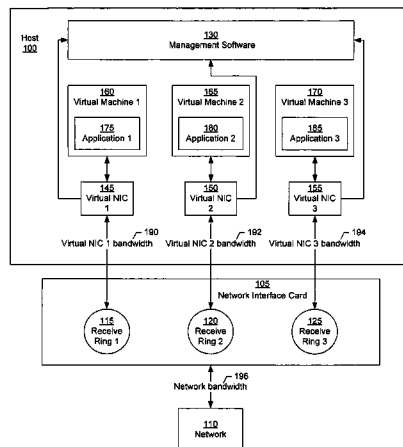 Host
100
130
Management Software
160
Virtual Machine 1
175
Application 1
165
Virtual Machine 2
180
Application 2
170
Virtual Machine 3
185
Application 3
145
Virtual NIC
1
150
Virtual NIC
2
155
Virtual NIC
3
190
Virtual NIC 1 bandwidth
192
Virtual NIC 2 bandwidth
194
Virtual NIC 3 bandwidth
105
Network Interface Card
115
Receive
Ring 1
120
Receive
Ring 2
125
Receive
Ring 3
196
Network bandwidth
110
Network